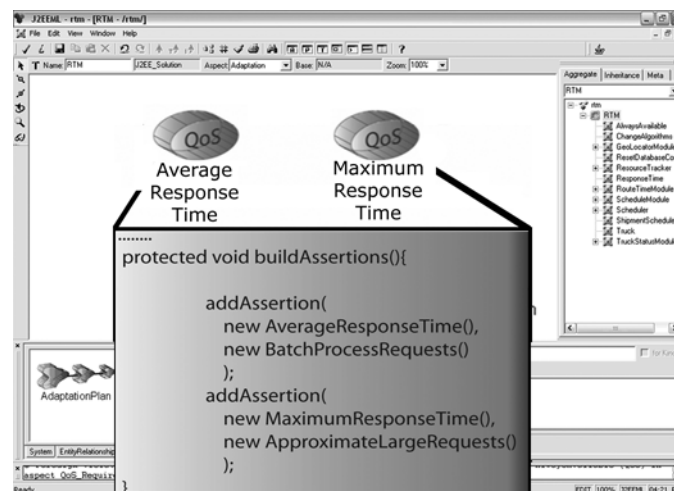 J2EEML - rtm - [RTM - /rtm/]
File Edit View Window Help
T Name: RTM J2EE_Solution Aspect: Adaptation Base: N/A Zoom: 100%
Aggregate Inheritance Meta
RTM
rtm
RTM
AlwaysAvailable
ChangeAlgorithms
GeoLocatorModule
ResetDatabaseCo
ResourceTracker
ResponseTime
RouteTimeModule
ScheduleModule
Scheduler
ShipmentSchedule
Truck
TruckStatusModule
QoS
Average
Response
Time
QoS
Maximum
Response
Time
........
protected void buildAssertions(){
addAssertion(
new AverageResponseTime(),
new BatchProcessRequests()
);
addAssertion(
new MaximumResponseTime(),
new ApproximateLargeRequests()
);
}
AdaptationPlan
System EntityRelationship
aspect QoS_Require
Ready
EDIT 100% J2EEML